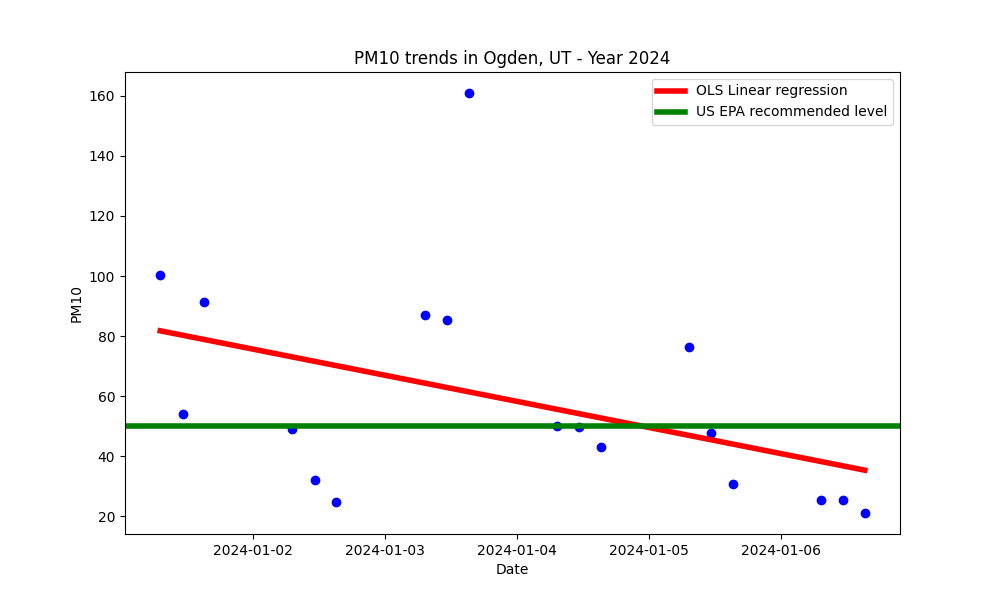 PM10 trends in Ogden, UT - Year 2024
OLS Linear regression
US EPA recommended level
160
140
120
100
80
60
40
20
PM10
2024-01-02
2024-01-03
2024-01-04
2024-01-05
2024-01-06
Date